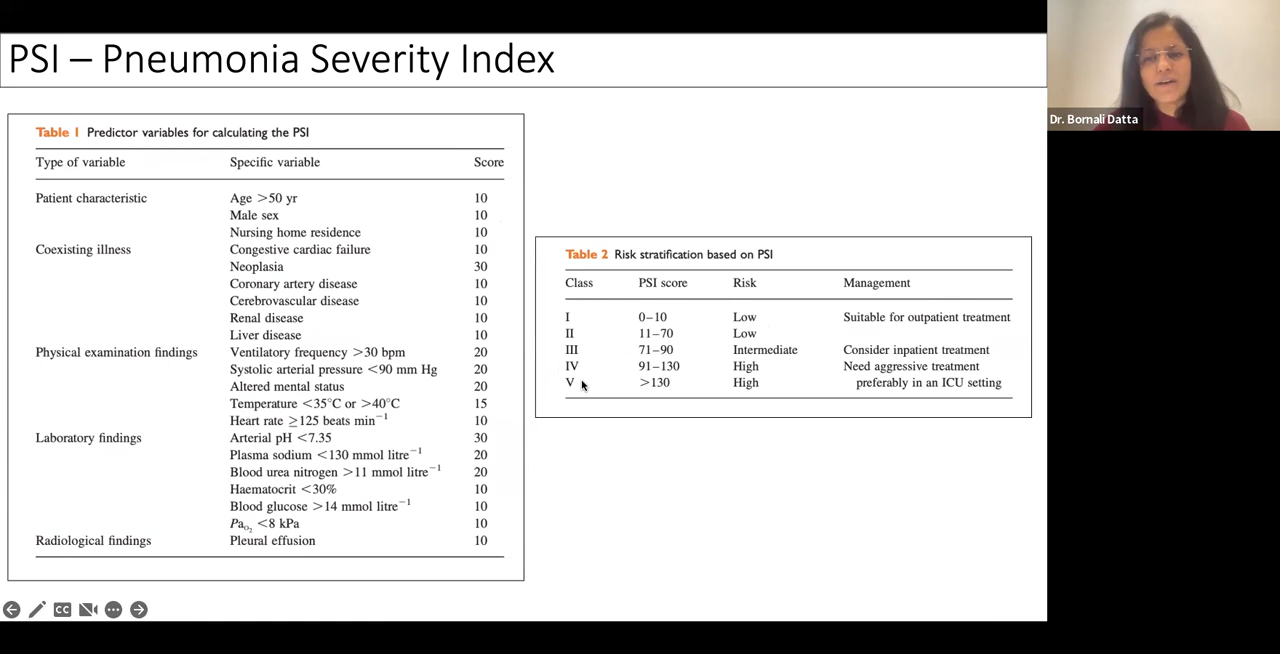 PSI – Pneumonia Severity Index
Table 1 Predictor variables for calculating the PSI
Type of variable Specific variable Score
Patient characteristic Age >50 yr 10
Male sex 10
Nursing home residence 10
Coexisting illness Congestive cardiac failure 10
Neoplasia 30
Coronary artery disease 10
Cerebrovascular disease 10
Renal disease 10
Liver disease 10
Physical examination findings Ventilatory frequency >30 bpm 20
Systolic arterial pressure <90 mm Hg 20
Altered mental status 20
Temperature <35°C or >40°C 15
Heart rate ≥125 beats min⁻¹ 10
Laboratory findings Arterial pH <7.35 30
Plasma sodium <130 mmol litre⁻¹ 20
Blood urea nitrogen >11 mmol litre⁻¹ 20
Haematocrit <30% 10
Blood glucose >14 mmol litre⁻¹ 10
PaO₂ <8 kPa 10
Radiological findings Pleural effusion 10
Table 2 Risk stratification based on PSI
Class PSI score Risk Management
I 0–10 Low Suitable for outpatient treatment
II 11–70 Low
III 71–90 Intermediate Consider inpatient treatment
IV 91–130 High Need aggressive treatment
V >130 High preferably in an ICU setting
Dr. Bornali Datta
CC